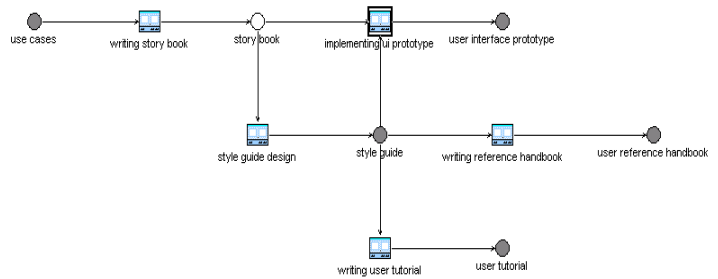 use cases
writing story book
story book
implementing ui prototype
user interface prototype
style guide design
style guide
writing reference handbook
user reference handbook
writing user tutorial
user tutorial